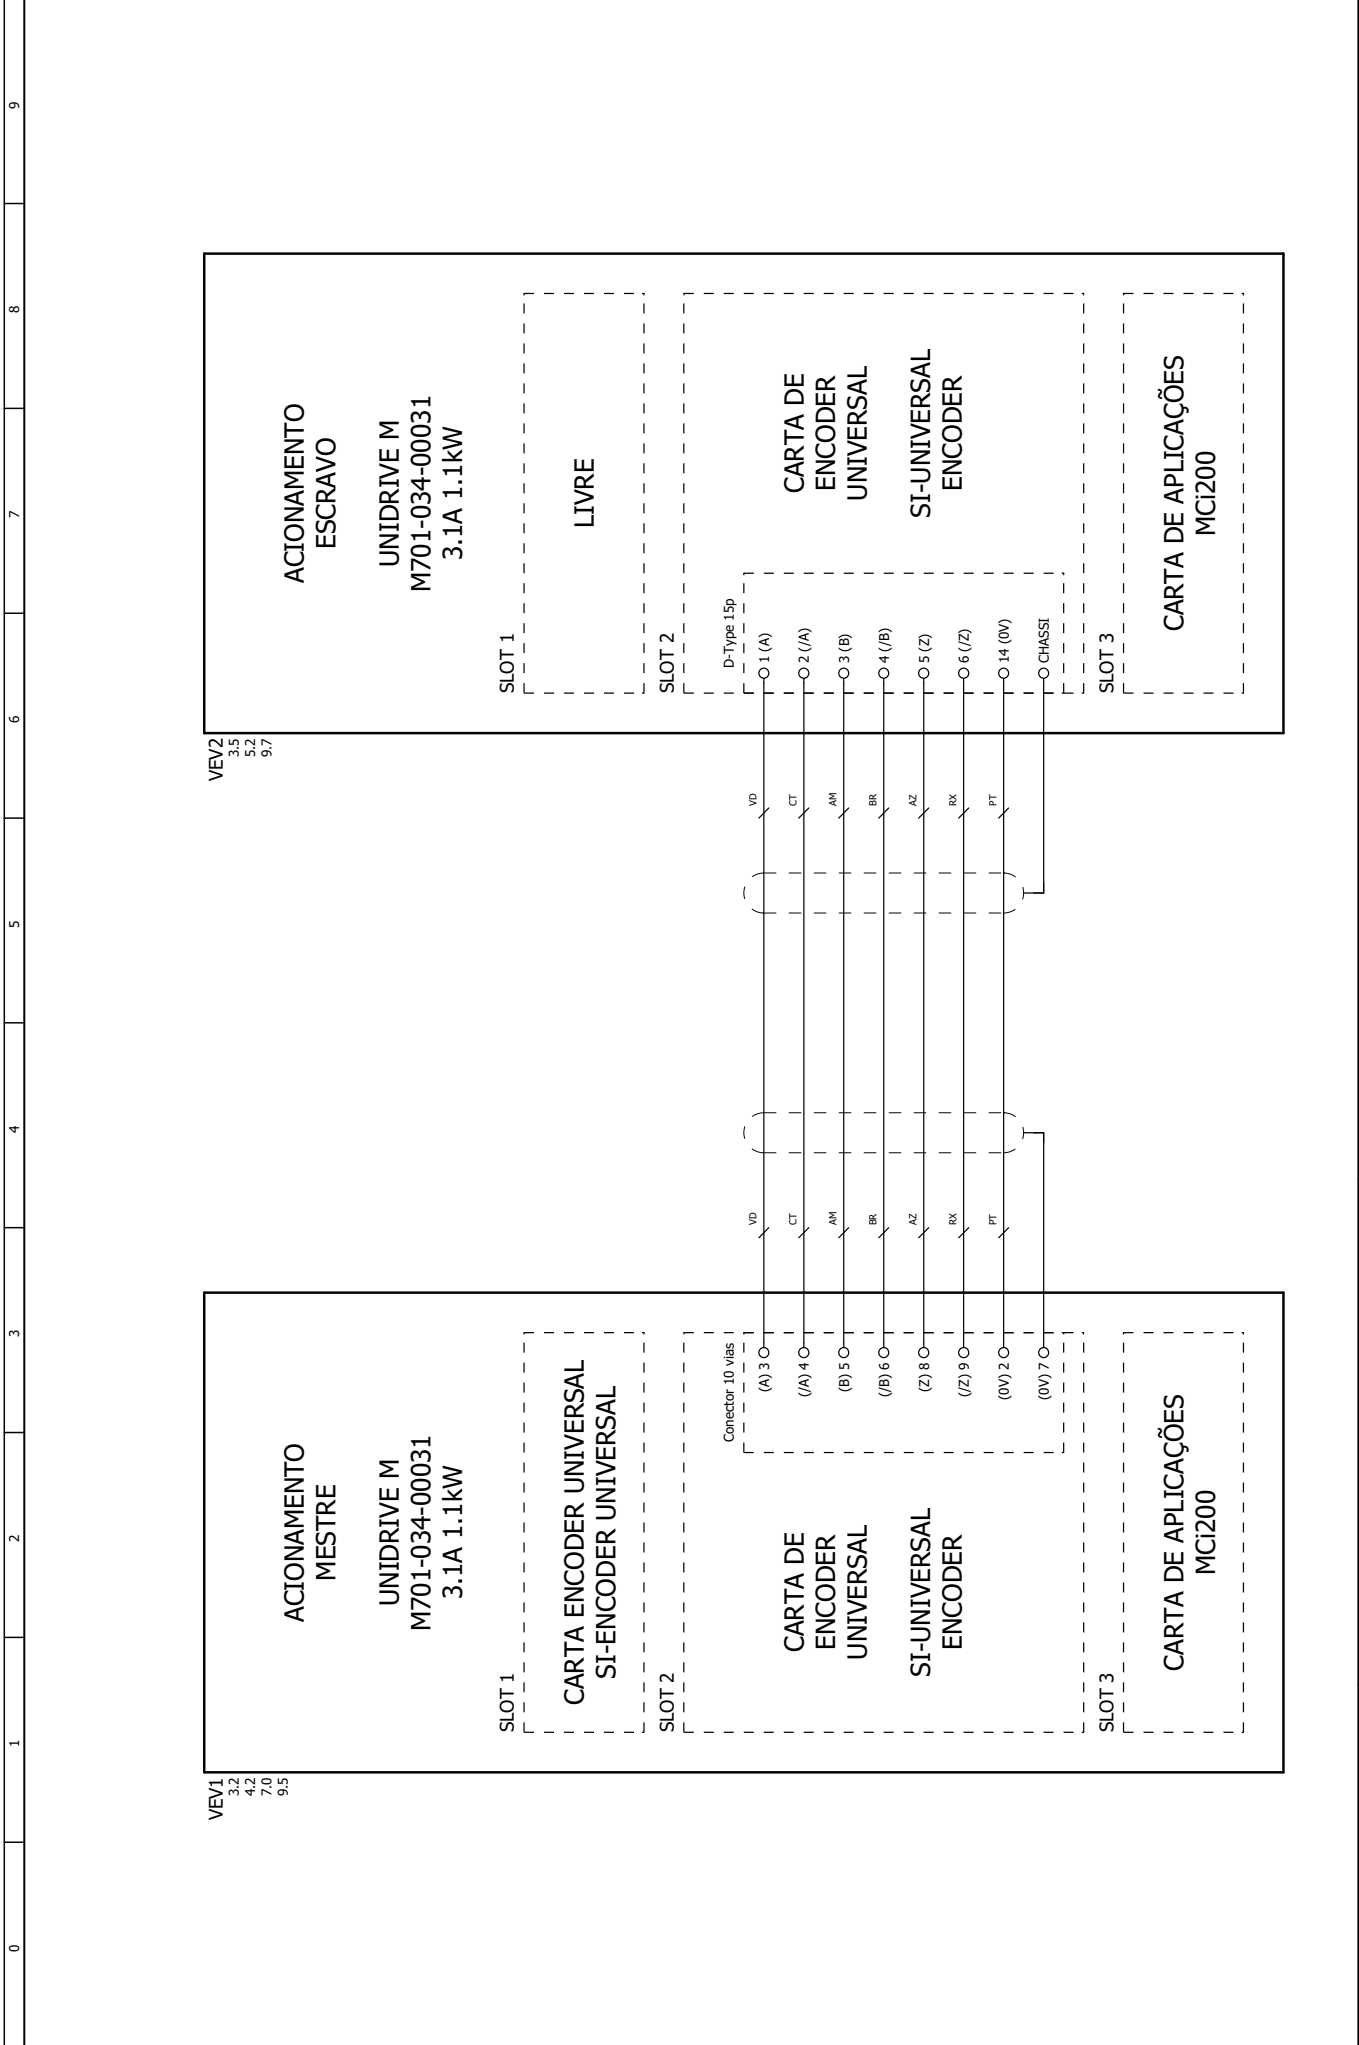 0
1
2
3
4
5
6
7
8
9
VEV1
3.2
4.2
7.0
9.5
ACIONAMENTO
MESTRE
UNIDRIVE M
M701-034-00031
3.1A 1.1kW
SLOT 1
CARTA ENCODER UNIVERSAL
SI-ENCODER UNIVERSAL
SLOT 2
CARTA DE
ENCODER
UNIVERSAL
SI-UNIVERSAL
ENCODER
Conector 10 vias
(A) 3
(/A) 4
(B) 5
(/B) 6
(Z) 8
(/Z) 9
(0V) 2
(0V) 7
SLOT 3
CARTA DE APLICAÇÕES
MCi200
VD
CT
AM
BR
AZ
RX
PT
VD
CT
AM
BR
AZ
RX
PT
VEV2
3.5
5.2
9.7
ACIONAMENTO
ESCRAVO
UNIDRIVE M
M701-034-00031
3.1A 1.1kW
SLOT 1
LIVRE
SLOT 2
D-Type 15p
1 (A)
2 (/A)
3 (B)
4 (/B)
5 (Z)
6 (/Z)
14 (0V)
CHASSI
CARTA DE
ENCODER
UNIVERSAL
SI-UNIVERSAL
ENCODER
SLOT 3
CARTA DE APLICAÇÕES
MCi200